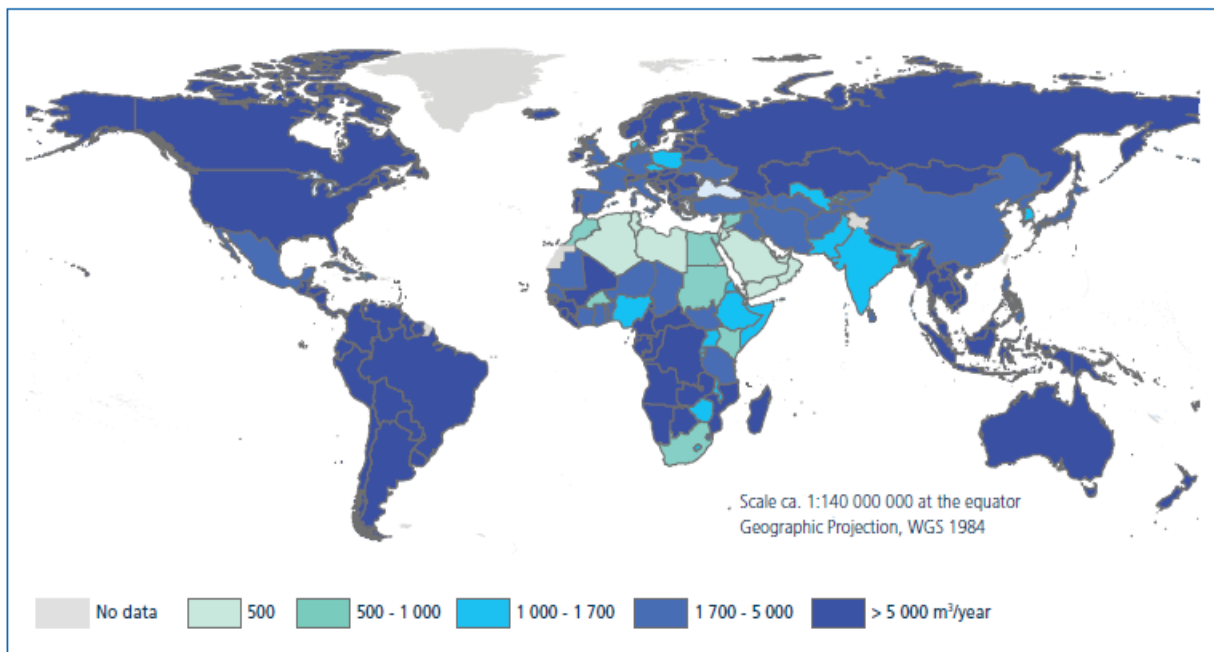 Scale ca. 1:140 000 000 at the equator
Geographic Projection, WGS 1984
No data
500
500 - 1 000
1 000 - 1 700
1 700 - 5 000
> 5 000 m³/year